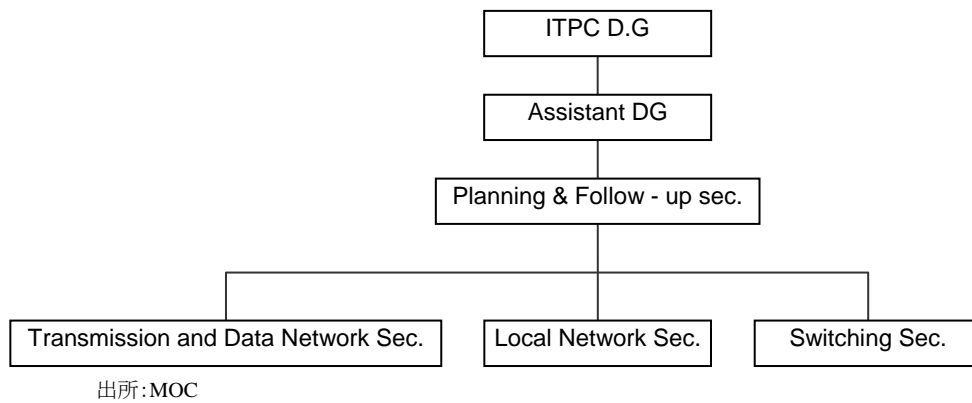 ITPC D.G
Assistant DG
Planning & Follow - up sec.
Transmission and Data Network Sec.
Local Network Sec.
Switching Sec.
出所:MOC